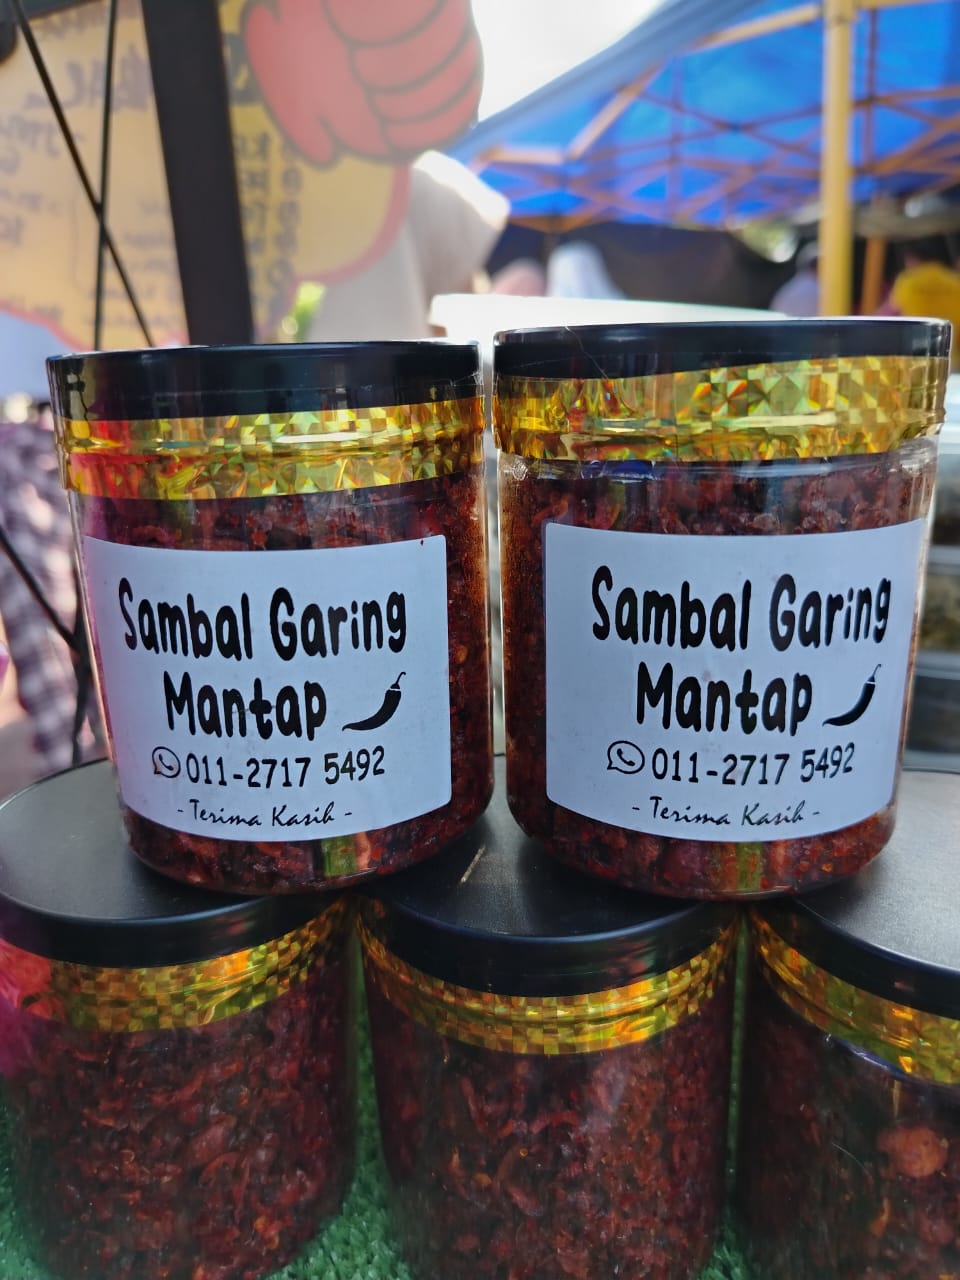 Sambal Garing
Mantap
011-2717 5492
- Terima Kasih -
Sambal Garing
Mantap
011-2717 5492
- Terima Kasih -